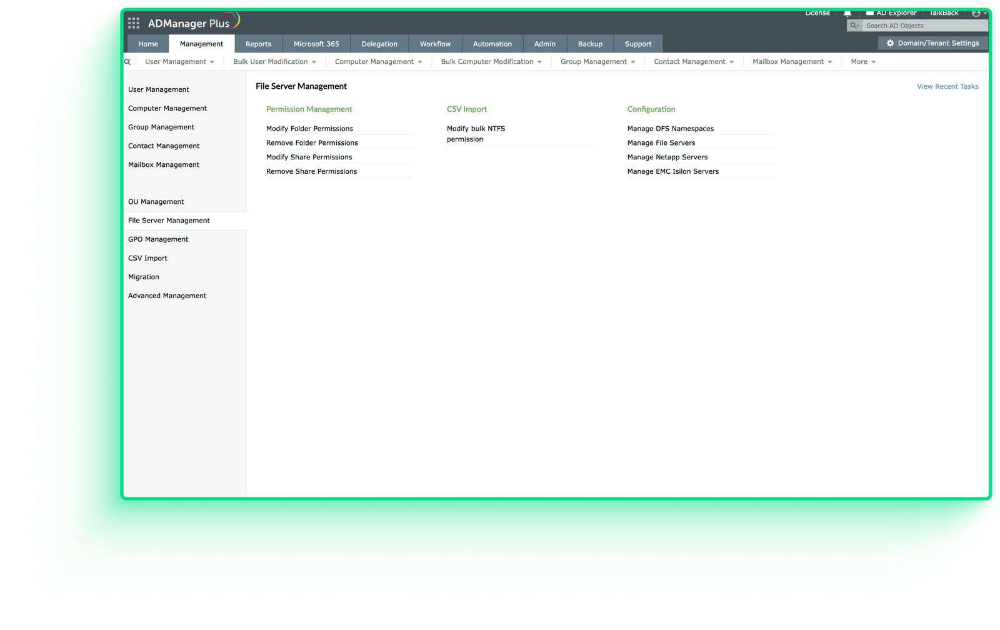 License
AD Explorer
TalkBack
ADManager Plus
Search AD Objects
Home
Management
Reports
Microsoft 365
Delegation
Workflow
Automation
Admin
Backup
Support
Domain/Tenant Settings
User Management
Bulk User Modification
Computer Management
Bulk Computer Modification
Group Management
Contact Management
Mailbox Management
More
User Management
Computer Management
Group Management
Contact Management
Mailbox Management
OU Management
File Server Management
GPO Management
CSV Import
Migration
Advanced Management
File Server Management
View Recent Tasks
Permission Management
Modify Folder Permissions
Remove Folder Permissions
Modify Share Permissions
Remove Share Permissions
CSV Import
Modify bulk NTFS
permission
Configuration
Manage DFS Namespaces
Manage File Servers
Manage Netapp Servers
Manage EMC Isilon Servers